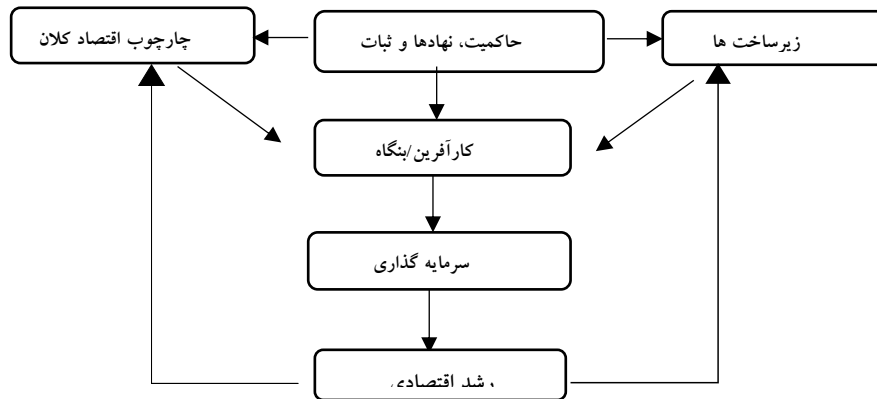 زیرساخت ها
حاکمیت، نهادها و ثبات
چارچوب اقتصاد کلان
کارآفرین/بنگاه
سرمایه گذاری
رشد اقتصادی